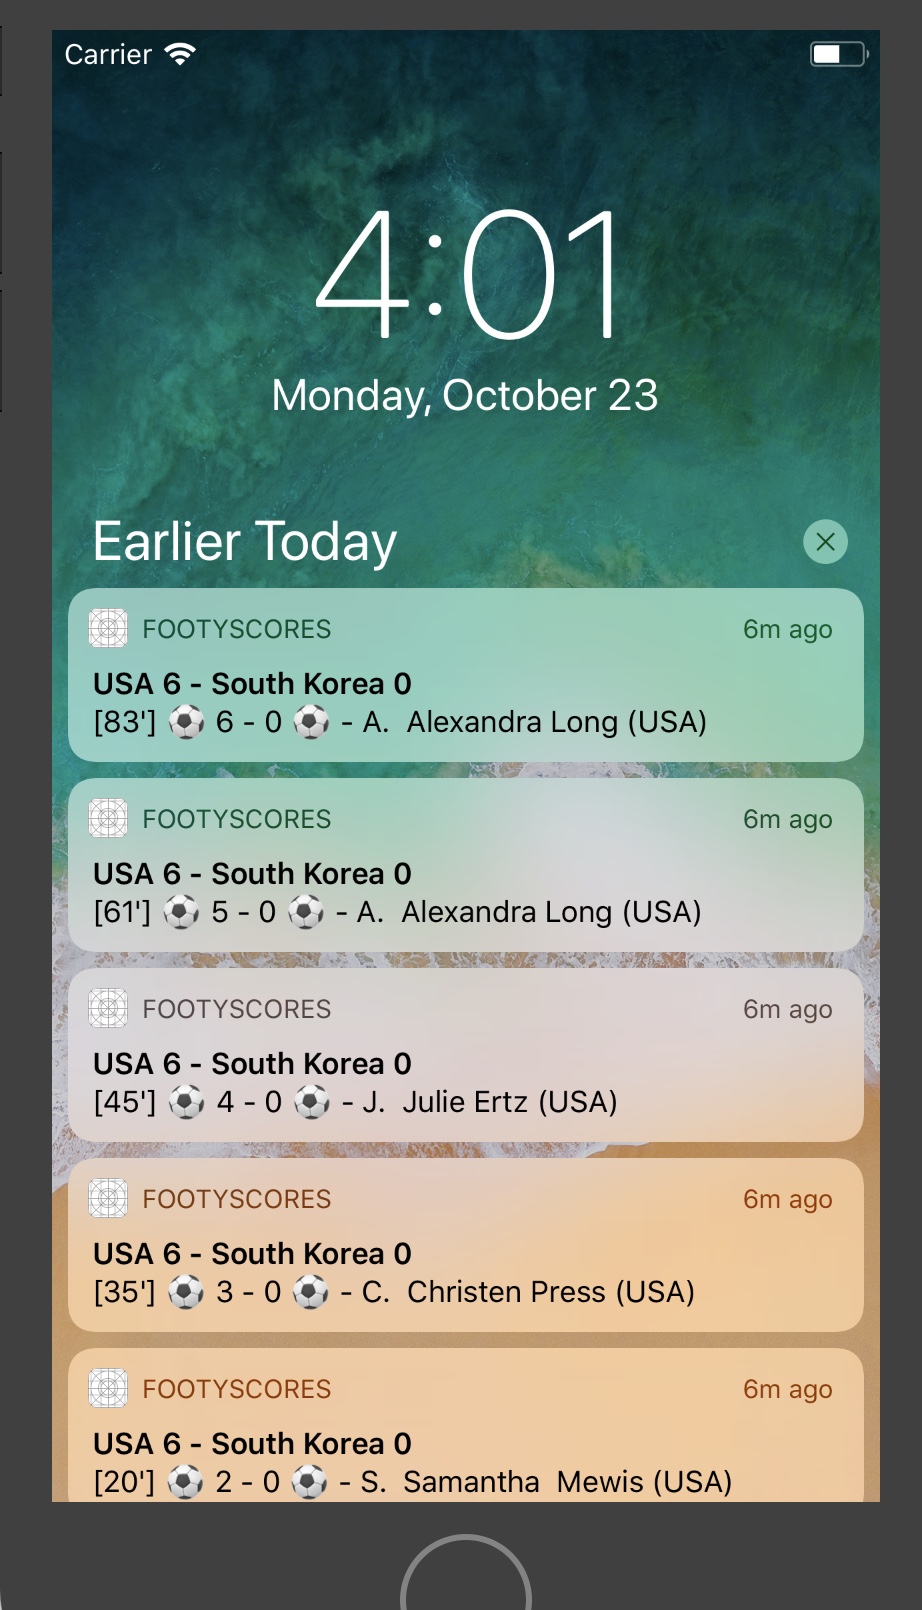 Carrier
4:01
Monday, October 23
Earlier Today
FOOTYSCORES 6m ago
USA 6 - South Korea 0
[83'] ⚽ 6 - 0 ⚽ - A.  Alexandra Long (USA)
FOOTYSCORES 6m ago
USA 6 - South Korea 0
[61'] ⚽ 5 - 0 ⚽ - A.  Alexandra Long (USA)
FOOTYSCORES 6m ago
USA 6 - South Korea 0
[45'] ⚽ 4 - 0 ⚽ - J.  Julie Ertz (USA)
FOOTYSCORES 6m ago
USA 6 - South Korea 0
[35'] ⚽ 3 - 0 ⚽ - C.  Christen Press (USA)
FOOTYSCORES 6m ago
USA 6 - South Korea 0
[20'] ⚽ 2 - 0 ⚽ - S.  Samantha  Mewis (USA)